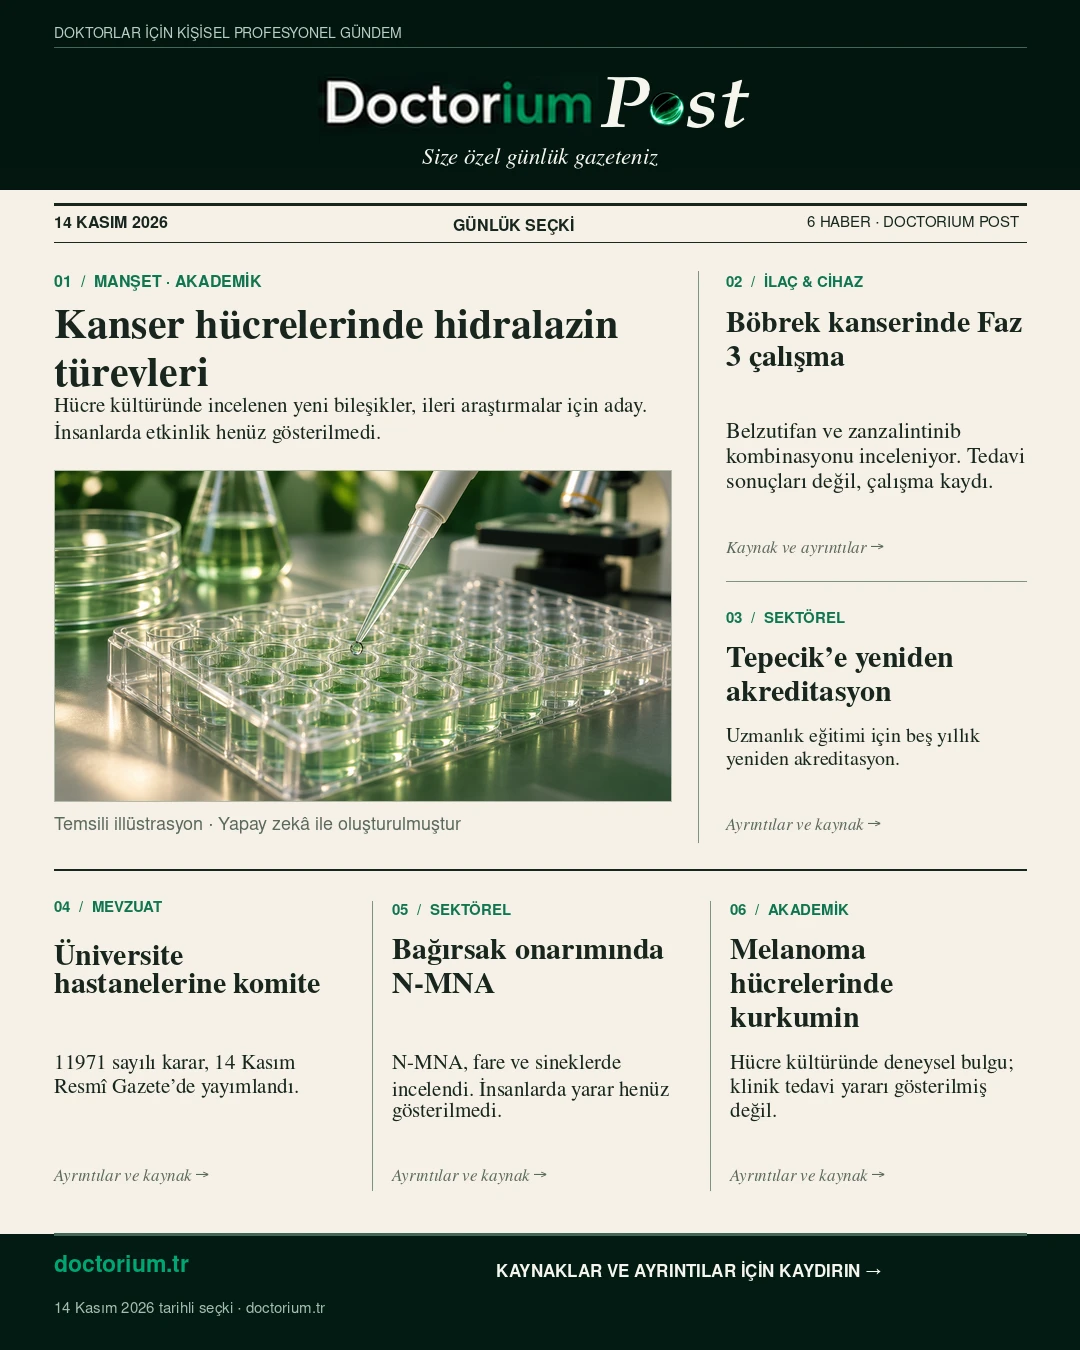 DOKTORLAR İÇİN KİŞİSEL PROFESYONEL GÜNDEM
Doctorium Post
Size özel günlük gazeteniz
14 KASIM 2026
GÜNLÜK SEÇKİ
6 HABER · DOCTORIUM POST
01 / MANŞET · AKADEMİK
Kanser hücrelerinde hidralazin
türevleri
Hücre kültüründe incelenen yeni bileşikler, ileri araştırmalar için aday.
İnsanlarda etkinlik henüz gösterilmedi.
Temsili illüstrasyon · Yapay zekâ ile oluşturulmuştur
02 / İLAÇ & CİHAZ
Böbrek kanserinde Faz
3 çalışma
Belzutifan ve zanzalintinib
kombinasyonu inceleniyor. Tedavi
sonuçları değil, çalışma kaydı.
Kaynak ve ayrıntılar →
03 / SEKTÖREL
Tepecik’e yeniden
akreditasyon
Uzmanlık eğitimi için beş yıllık
yeniden akreditasyon.
Ayrıntılar ve kaynak →
04 / MEVZUAT
Üniversite
hastanelerine komite
11971 sayılı karar, 14 Kasım
Resmî Gazete’de yayımlandı.
Ayrıntılar ve kaynak →
05 / SEKTÖREL
Bağırsak onarımında
N-MNA
N-MNA, fare ve sineklerde
incelendi. İnsanlarda yarar henüz
gösterilmedi.
Ayrıntılar ve kaynak →
06 / AKADEMİK
Melanoma
hücrelerinde
kurkumin
Hücre kültüründe deneysel bulgu;
klinik tedavi yararı gösterilmiş
değil.
Ayrıntılar ve kaynak →
doctorium.tr
KAYNAKLAR VE AYRINTILAR İÇİN KAYDIRIN →
14 Kasım 2026 tarihli seçki · doctorium.tr